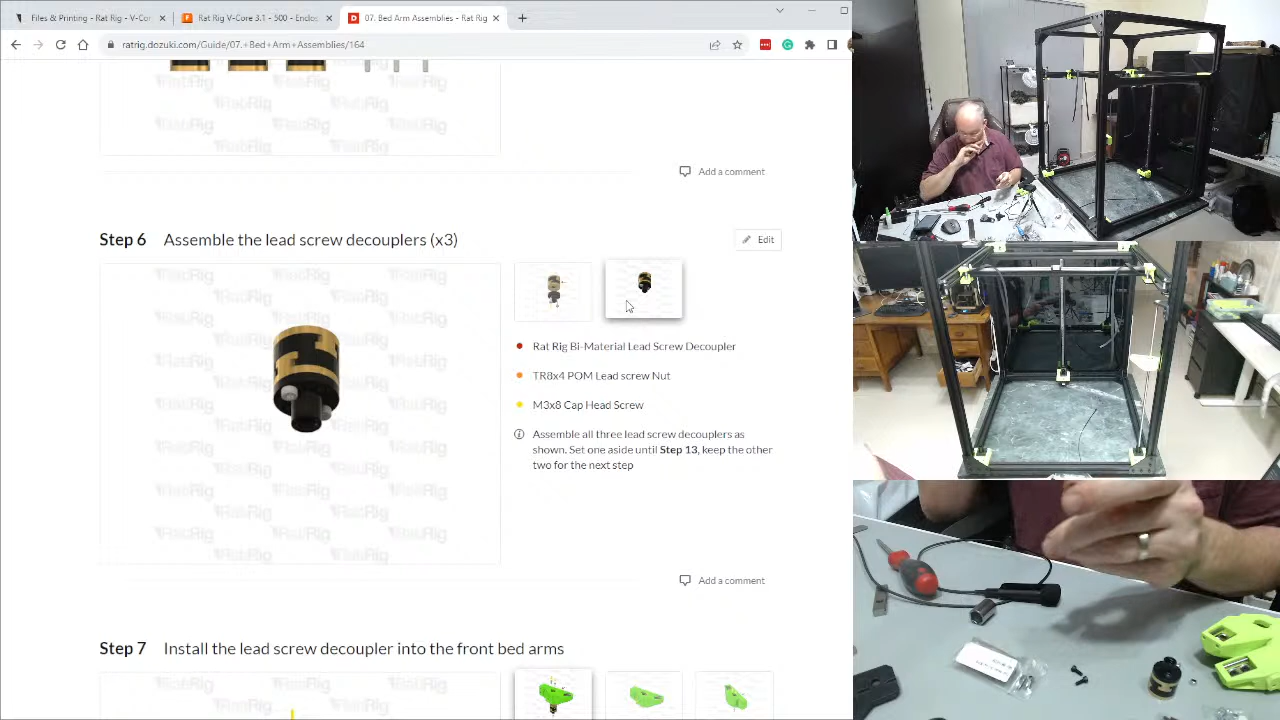 Files & Printing - Rat Rig - V-Co
Rat Rig V-Core 3.1 - 500 - Enclos
07. Bed Arm Assemblies - Rat Rig
ratrig.dozuki.com/Guide/07.+Bed+Arm+Assemblies/164
Add a comment
Step 6 Assemble the lead screw decouplers (x3)
Edit
Rat Rig Bi-Material Lead Screw Decoupler
TR8x4 POM Lead screw Nut
M3x8 Cap Head Screw
Assemble all three lead screw decouplers as
shown. Set one aside until Step 13, keep the other
two for the next step
Add a comment
Step 7 Install the lead screw decoupler into the front bed arms